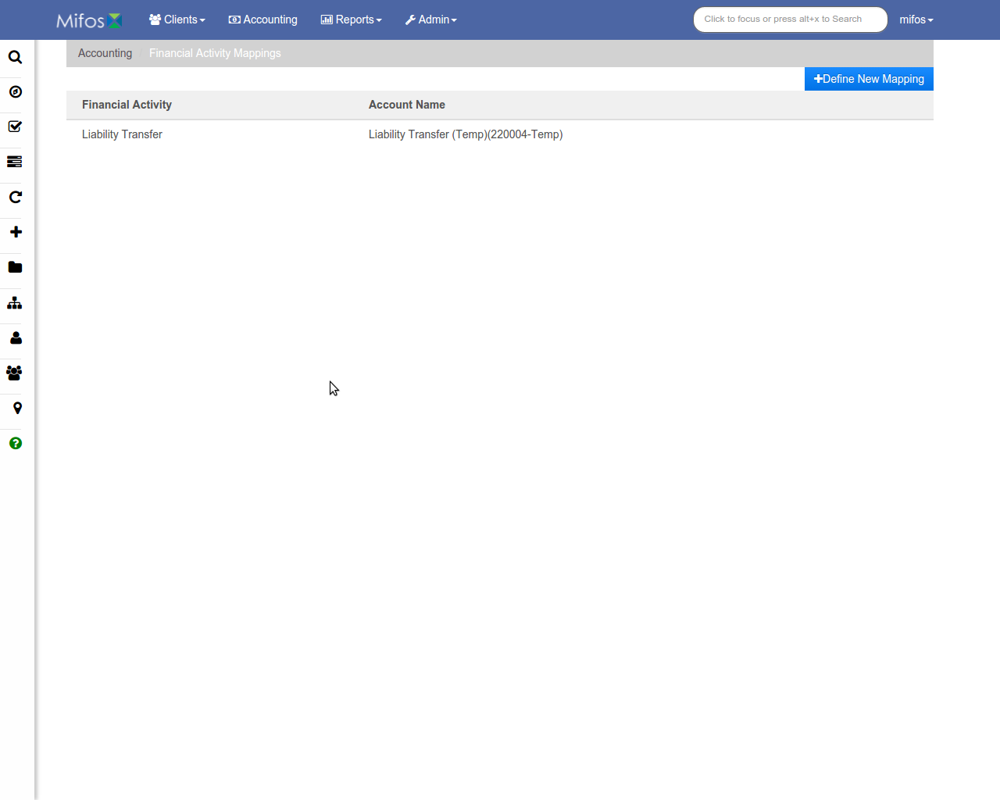 Mifos Clients Accounting Reports Admin Click to focus or press alt+x to Search mifos
Accounting Financial Activity Mappings
Define New Mapping
Financial Activity Account Name
Liability Transfer Liability Transfer (Temp)(220004-Temp)